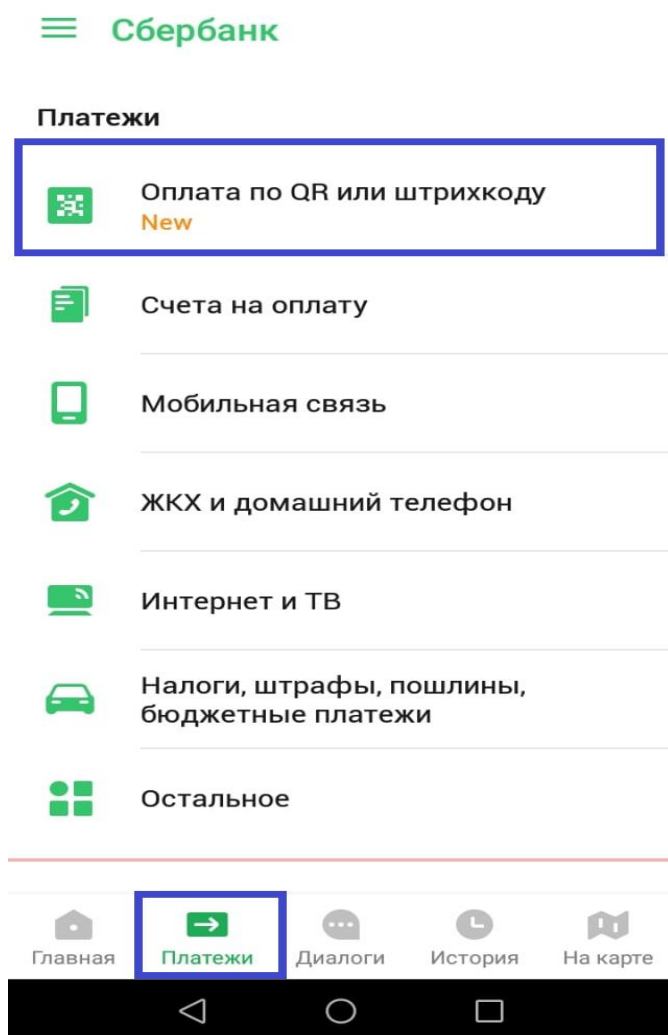 Сбербанк
Платежи
Оплата по QR или штрихкоду
New
Счета на оплату
Мобильная связь
ЖКХ и домашний телефон
Интернет и ТВ
Налоги, штрафы, пошлины,
бюджетные платежи
Остальное
Главная Платежи Диалоги История На карте